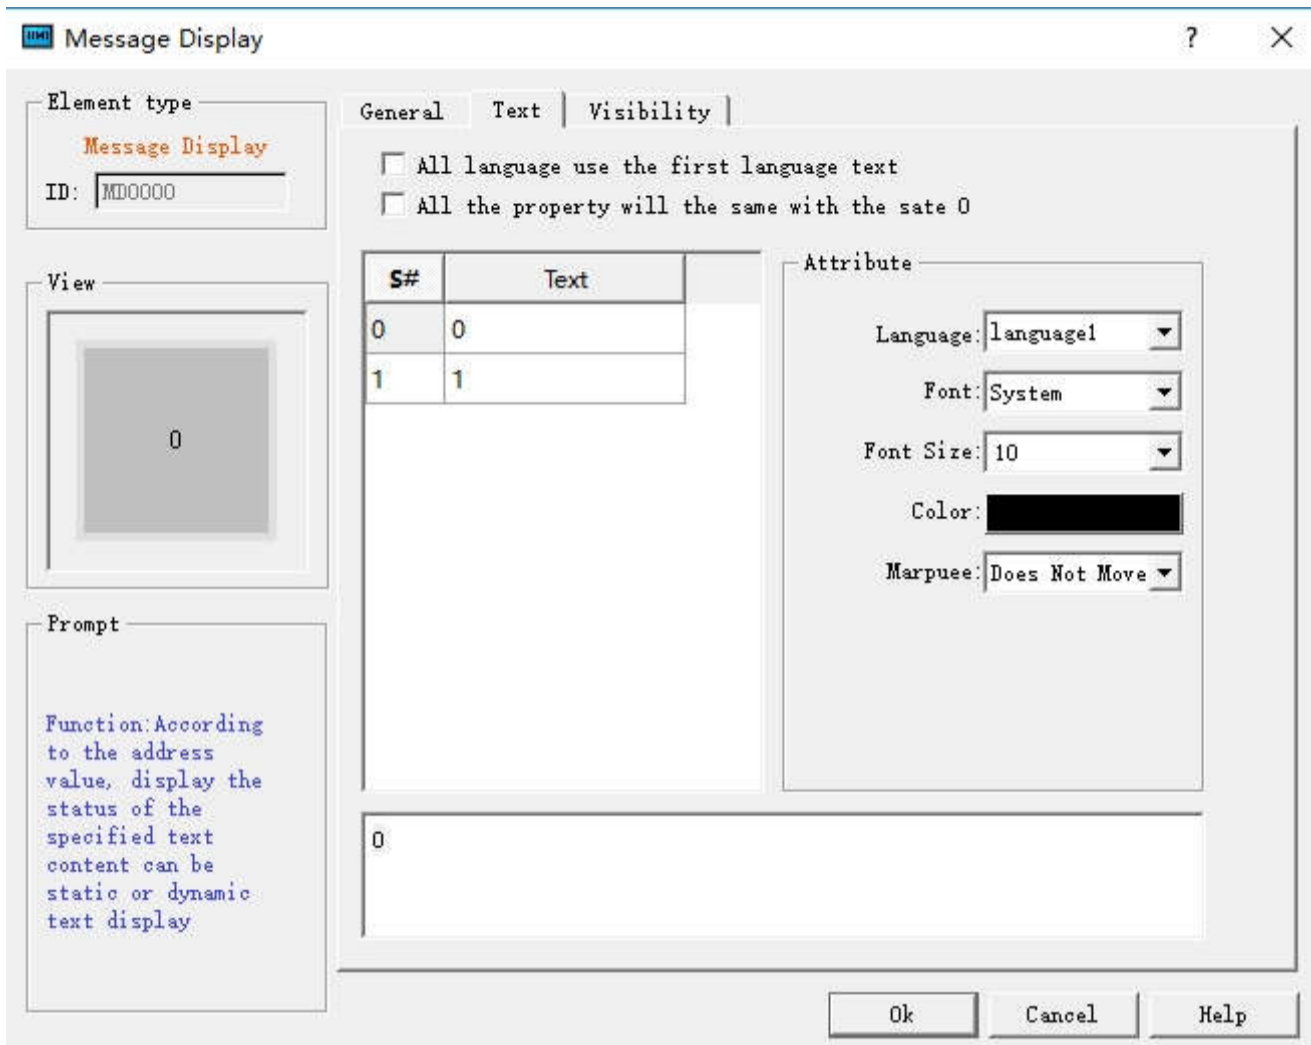 HMI Message Display ? ×
Element type
Message Display
ID: MD0000
View
0
Prompt
Function:According
to the address
value, display the
status of the
specified text
content can be
static or dynamic
text display
General Text Visibility
All language use the first language text
All the property will the same with the sate 0
S# Text
0 0
1 1
Attribute
Language: language1
Font: System
Font Size: 10
Color:
Marpuee: Does Not Move
0
Ok Cancel Help